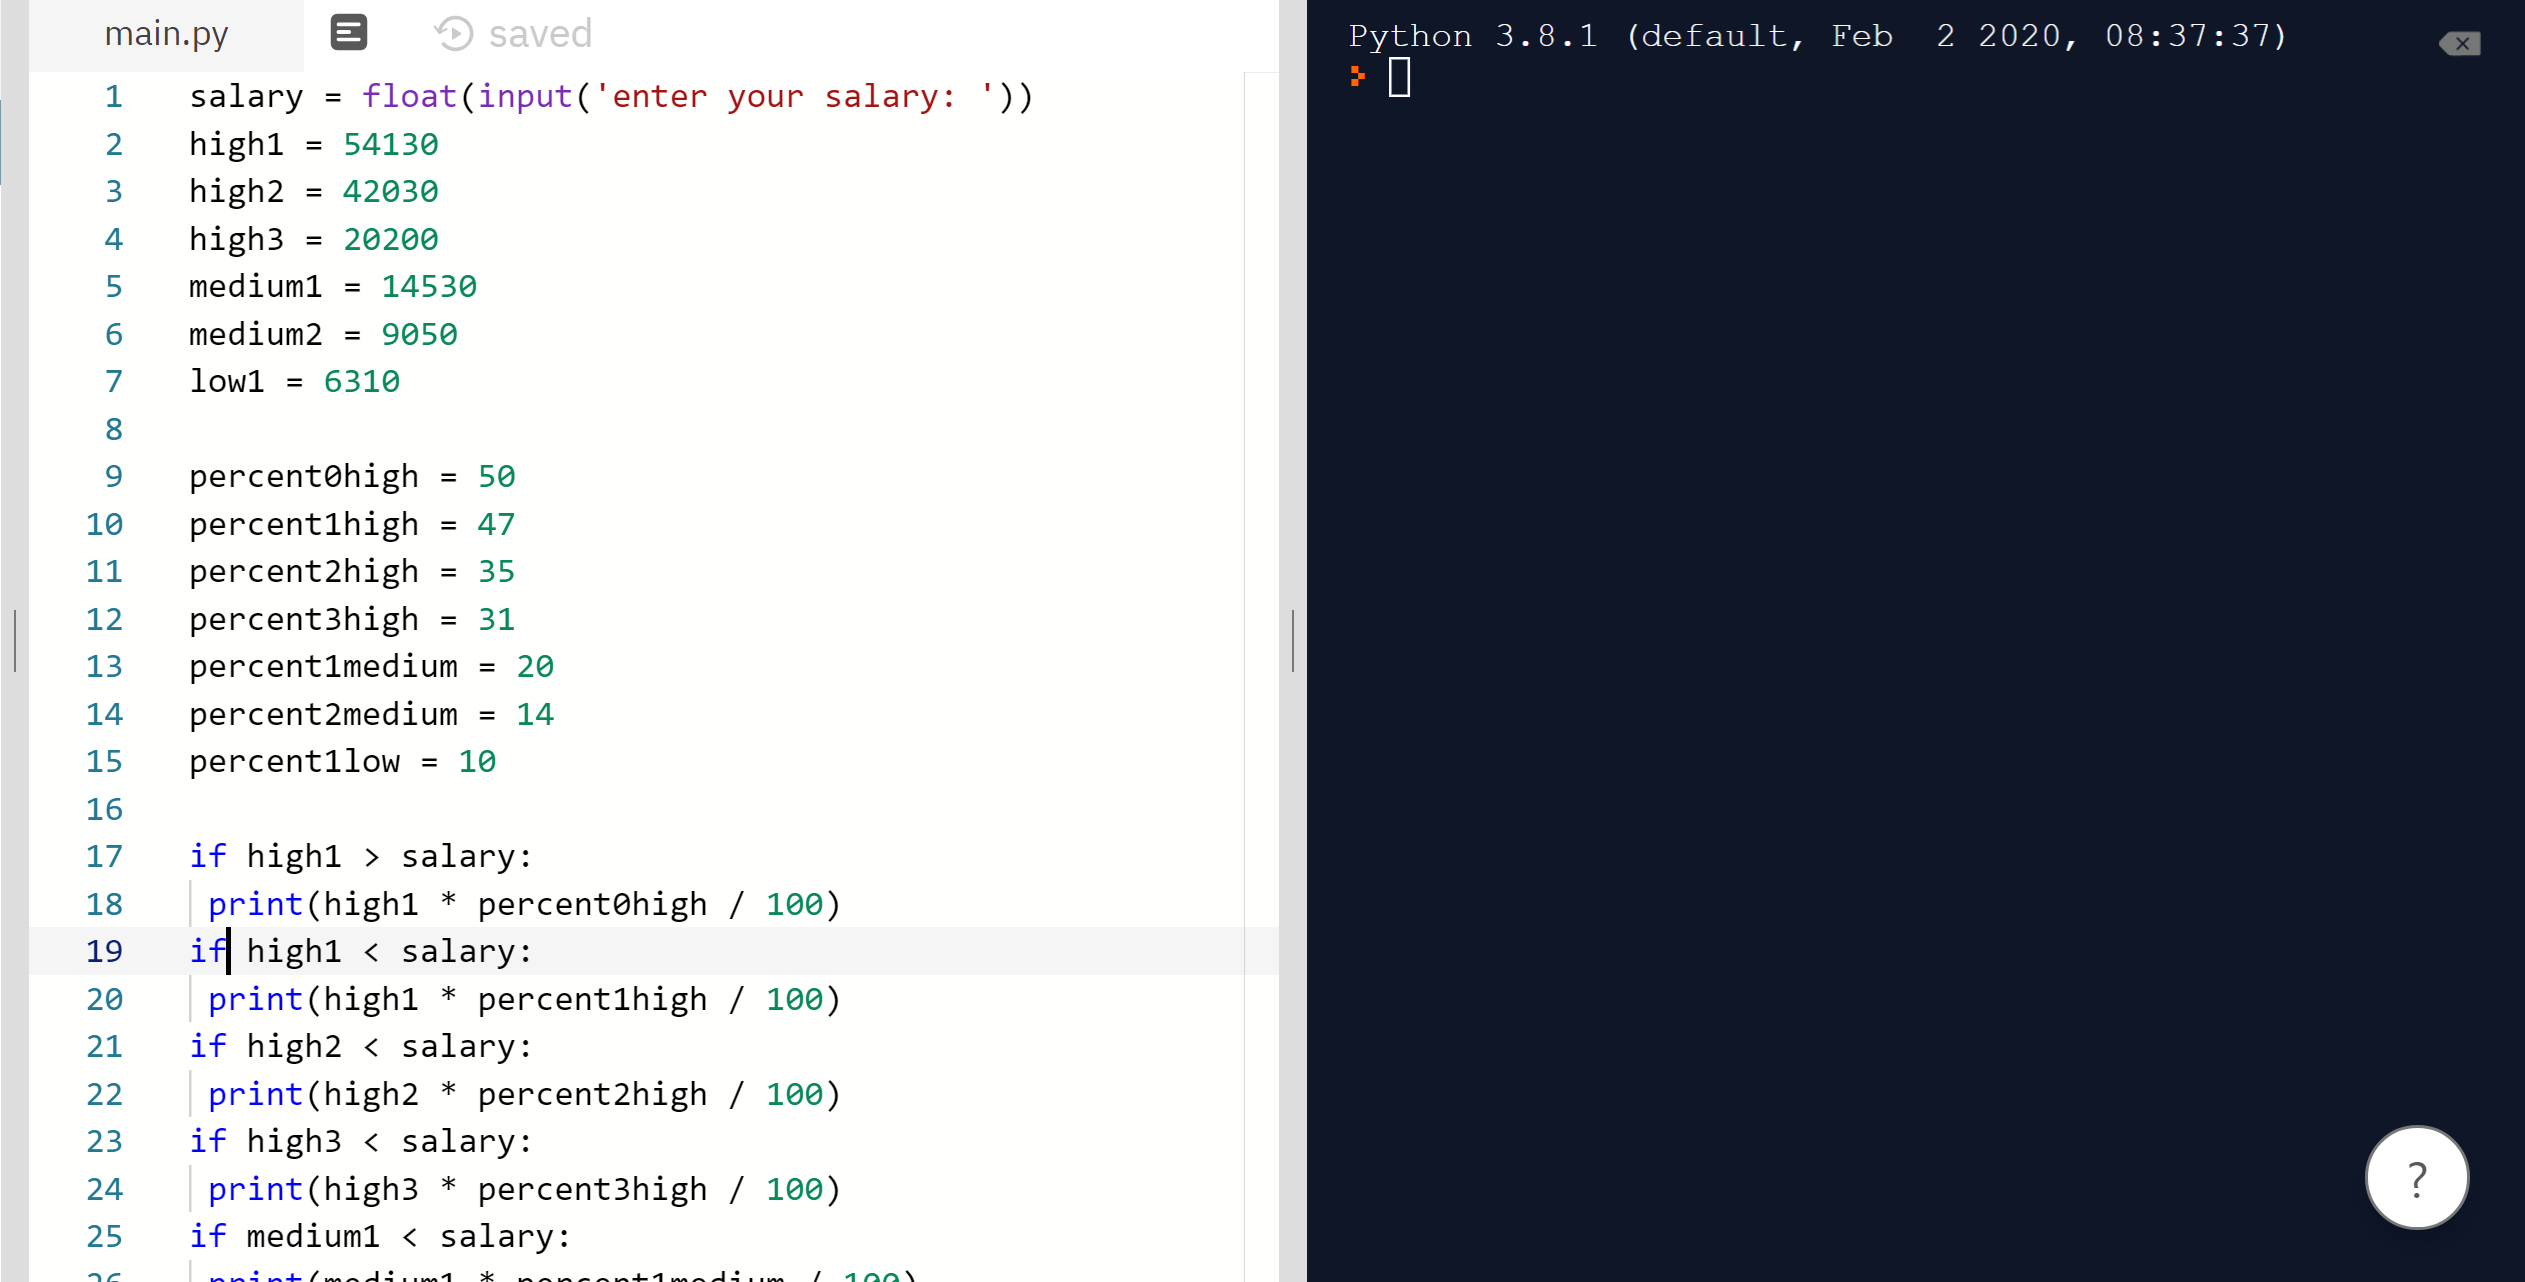 main.py saved
1 salary = float(input('enter your salary: '))
2 high1 = 54130
3 high2 = 42030
4 high3 = 20200
5 medium1 = 14530
6 medium2 = 9050
7 low1 = 6310
8
9 percent0high = 50
10 percent1high = 47
11 percent2high = 35
12 percent3high = 31
13 percent1medium = 20
14 percent2medium = 14
15 percent1low = 10
16
17 if high1 > salary:
18 print(high1 * percent0high / 100)
19 if high1 < salary:
20 print(high1 * percent1high / 100)
21 if high2 < salary:
22 print(high2 * percent2high / 100)
23 if high3 < salary:
24 print(high3 * percent3high / 100)
25 if medium1 < salary:
26 print(medium1 * percent1medium / 100)
Python 3.8.1 (default, Feb  2 2020, 08:37:37)
?